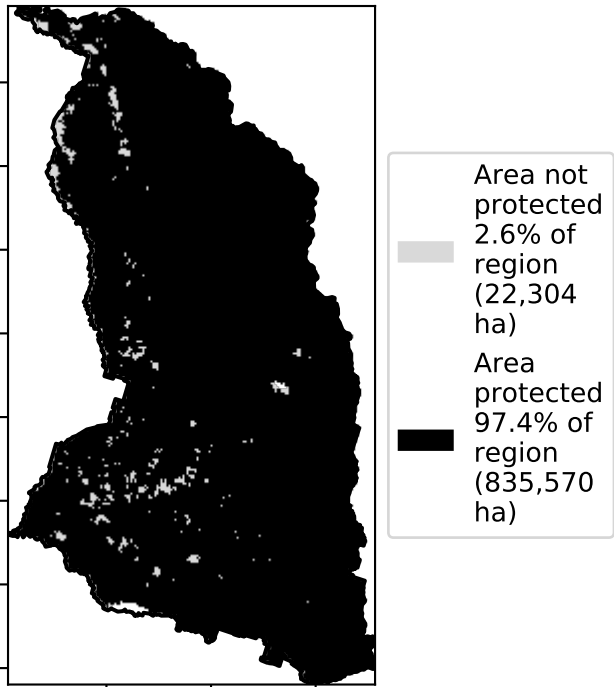 Area not
protected
2.6% of
region
(22,304
ha)
Area
protected
97.4% of
region
(835,570
ha)